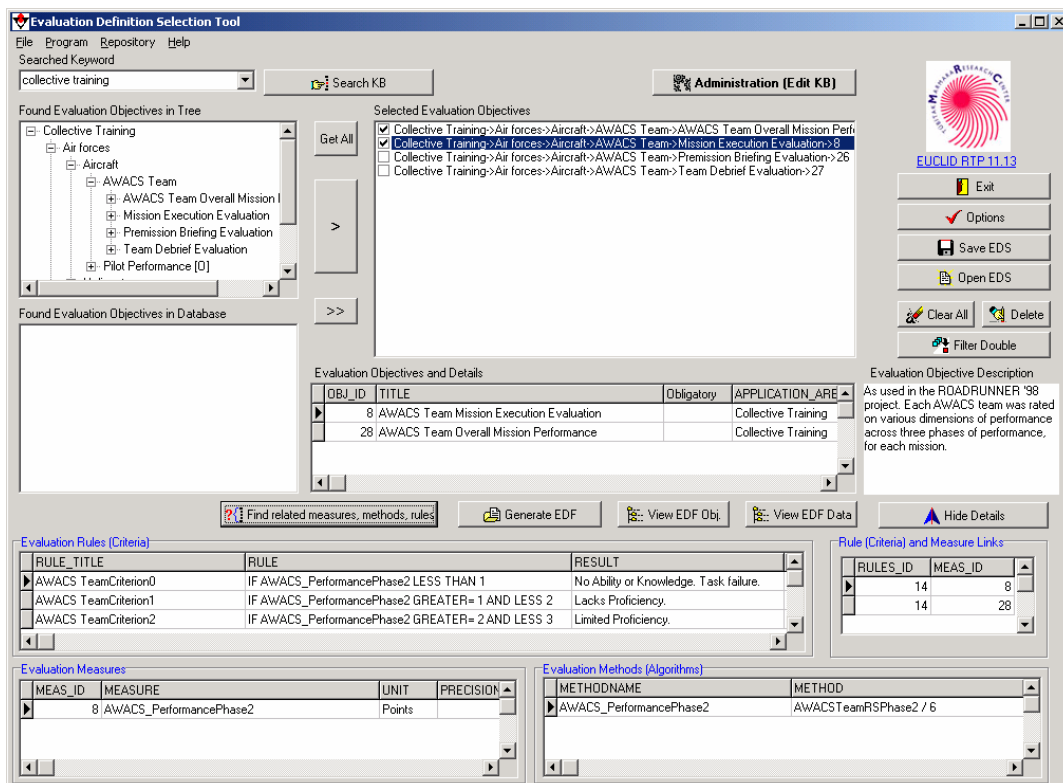 Evaluation Definition Selection Tool
File Program Repository Help
Searched Keyword
collective training
Search KB
Administration (Edit KB)
TUBITAK MARMARA RESEARCH CENTER
EUCLID RTP 11.13
Found Evaluation Objectives in Tree
Collective Training
Air forces
Aircraft
AWACS Team
AWACS Team Overall Mission
Mission Execution Evaluation
Premission Briefing Evaluation
Team Debrief Evaluation
Pilot Performance [0]
Get All
>
>>
Selected Evaluation Objectives
Collective Training->Air forces->Aircraft->AWACS Team->AWACS Team Overall Mission Perf
Collective Training->Air forces->Aircraft->AWACS Team->Mission Execution Evaluation->8
Collective Training->Air forces->Aircraft->AWACS Team->Premission Briefing Evaluation->26
Collective Training->Air forces->Aircraft->AWACS Team->Team Debrief Evaluation->27
Exit
Options
Save EDS
Open EDS
Clear All Delete
Filter Double
Found Evaluation Objectives in Database
Evaluation Objectives and Details
OBJ_ID TITLE Obligatory APPLICATION_ARE
8 AWACS Team Mission Execution Evaluation Collective Training
28 AWACS Team Overall Mission Performance Collective Training
Evaluation Objective Description
As used in the ROADRUNNER '98
project. Each AWACS team was rated
on various dimensions of performance
across three phases of performance,
for each mission.
Find related measures, methods, rules
Generate EDF
View EDF Obj.
View EDF Data
Hide Details
Evaluation Rules (Criteria)
RULE_TITLE RULE RESULT
AWACS TeamCriterion0 IF AWACS_PerformancePhase2 LESS THAN 1 No Ability or Knowledge. Task failure.
AWACS TeamCriterion1 IF AWACS_PerformancePhase2 GREATER= 1 AND LESS 2 Lacks Proficiency.
AWACS TeamCriterion2 IF AWACS_PerformancePhase2 GREATER= 2 AND LESS 3 Limited Proficiency.
Rule (Criteria) and Measure Links
RULES_ID MEAS_ID
14 8
14 28
Evaluation Measures
MEAS_ID MEASURE UNIT PRECISION
8 AWACS_PerformancePhase2 Points
Evaluation Methods (Algorithms)
METHODNAME METHOD
AWACS_PerformancePhase2 AWACSTeamRSPhase2 / 6